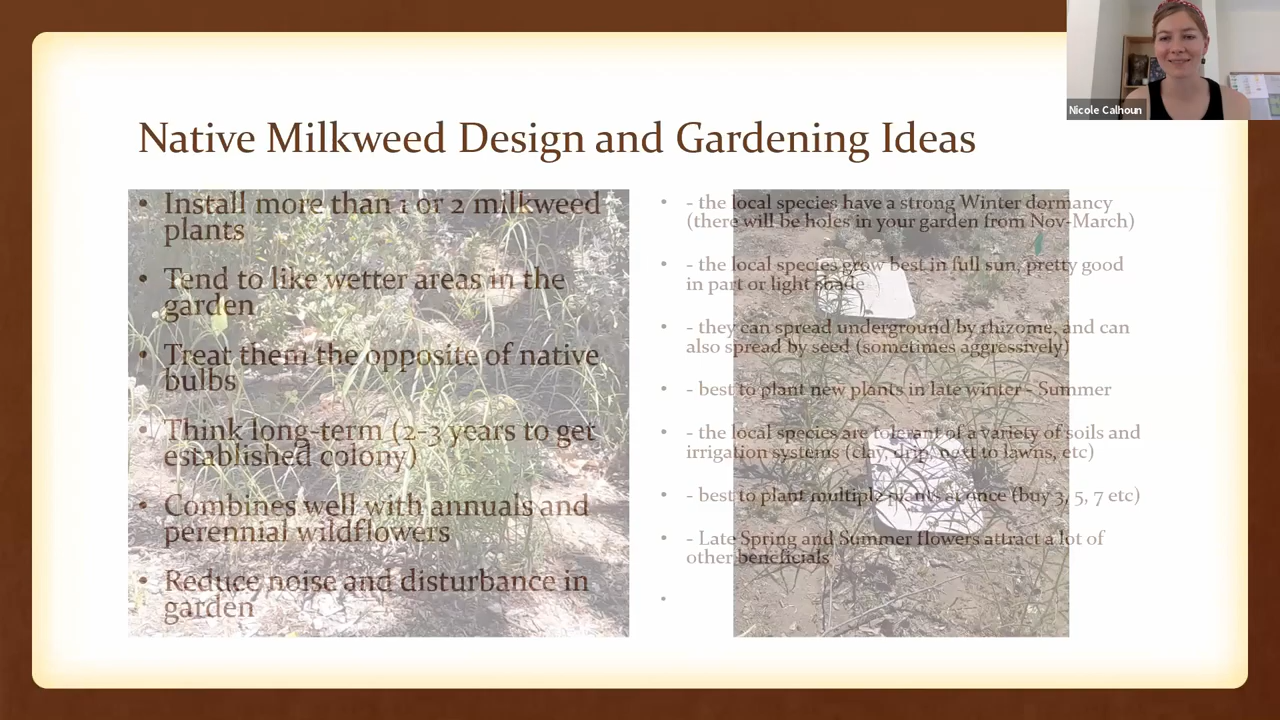 Nicole Calhoun
Native Milkweed Design and Gardening Ideas
• Install more than 1 or 2 milkweed
plants
• Tend to like wetter areas in the
garden
• Treat them the opposite of native
bulbs
• Think long-term (2-3 years to get
established colony)
• Combines well with annuals and
perennial wildflowers
• Reduce noise and disturbance in
garden
• - the local species have a strong Winter dormancy
(there will be holes in your garden from Nov-March)
• - the local species grow best in full sun, pretty good
in part or light shade
• - they can spread underground by rhizome, and can
also spread by seed (sometimes aggressively)
• - best to plant new plants in late winter - Summer
• - the local species are tolerant of a variety of soils and
irrigation systems (clay, drip, next to lawns, etc)
• - best to plant multiple plants at once (buy 3, 5, 7 etc)
• - Late Spring and Summer flowers attract a lot of
other beneficials
•